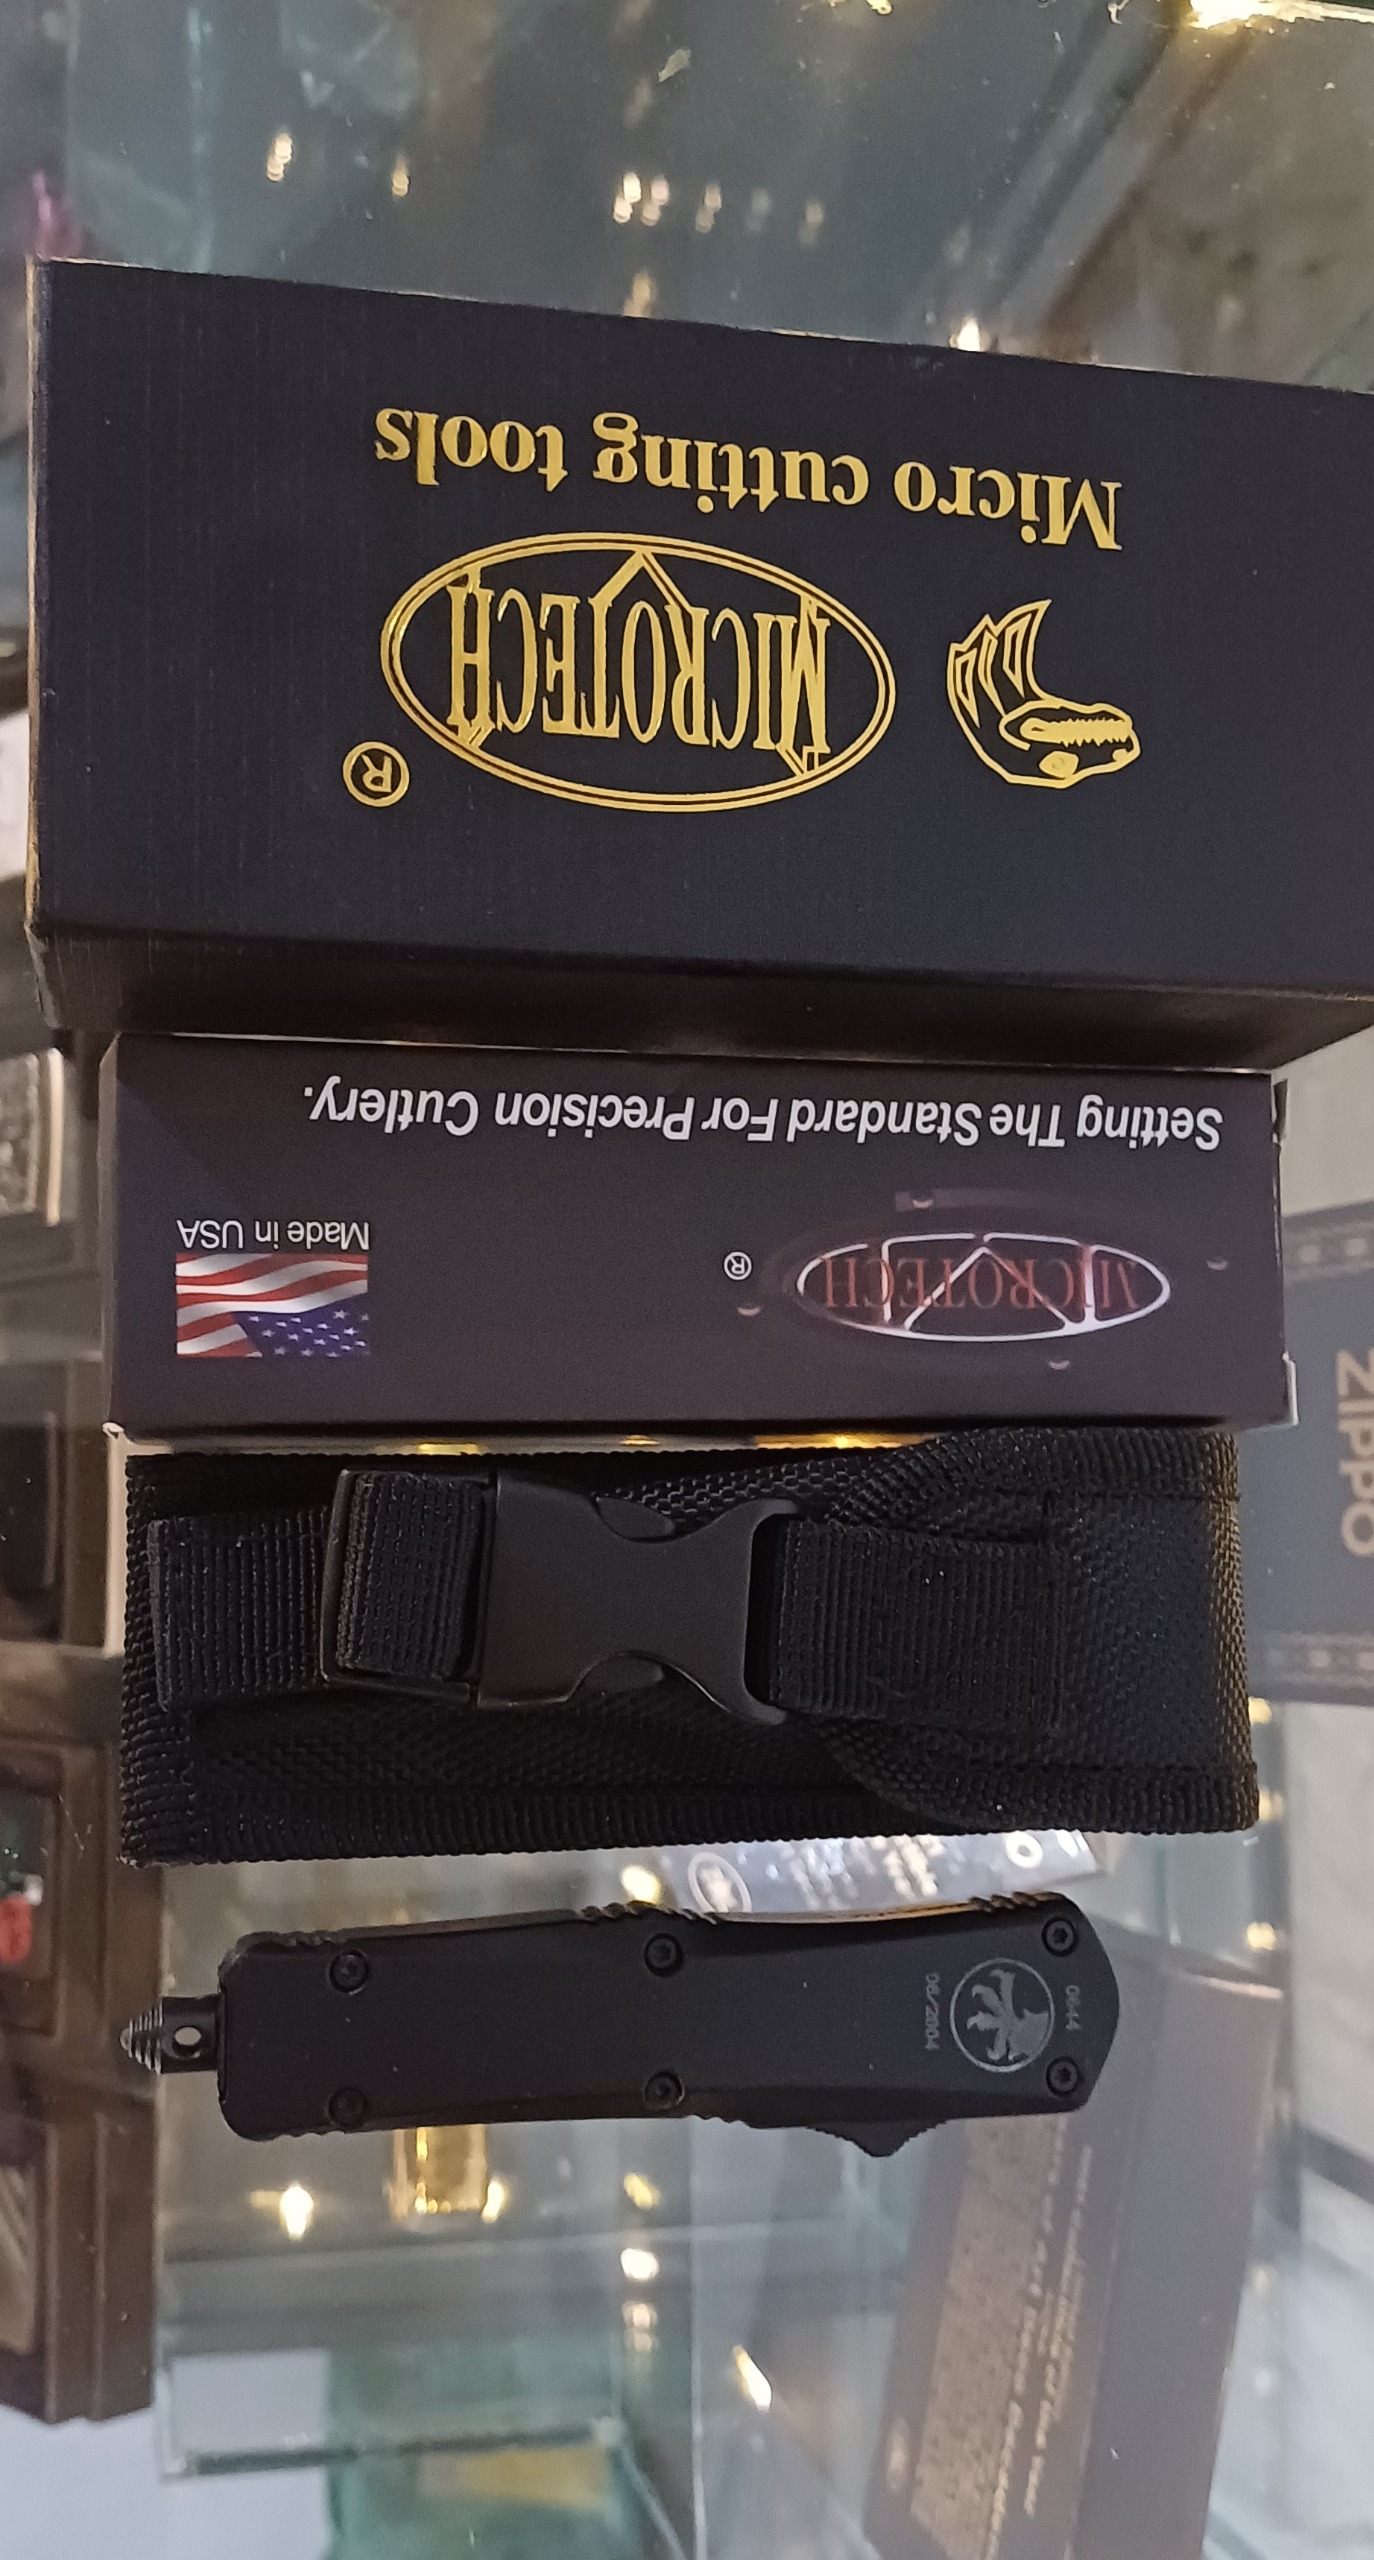 Micro cutting tools
MICROTECH
®
Setting The Standard For Precision Cutlery.
MICROTECH
®
Made in USA
ZIPPO
0644
06/2004